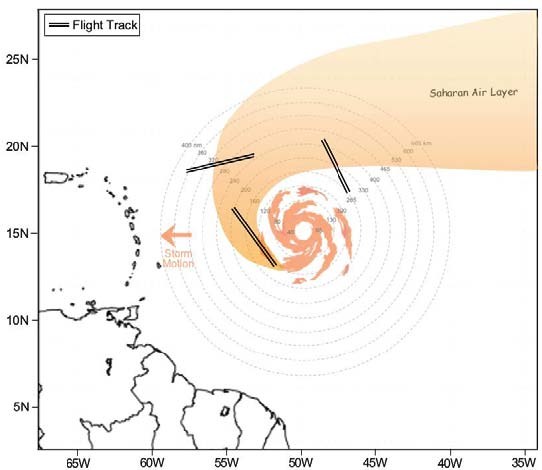 Flight Track
25N
20N
15N
10N
5N
65W
60W
55W
50W
45W
40W
35W
Saharan Air Layer
Storm
Motion
400 nm
360
320
280
240
200
160
120
80
40
130
200
265
330
400
465
530
600
665 km